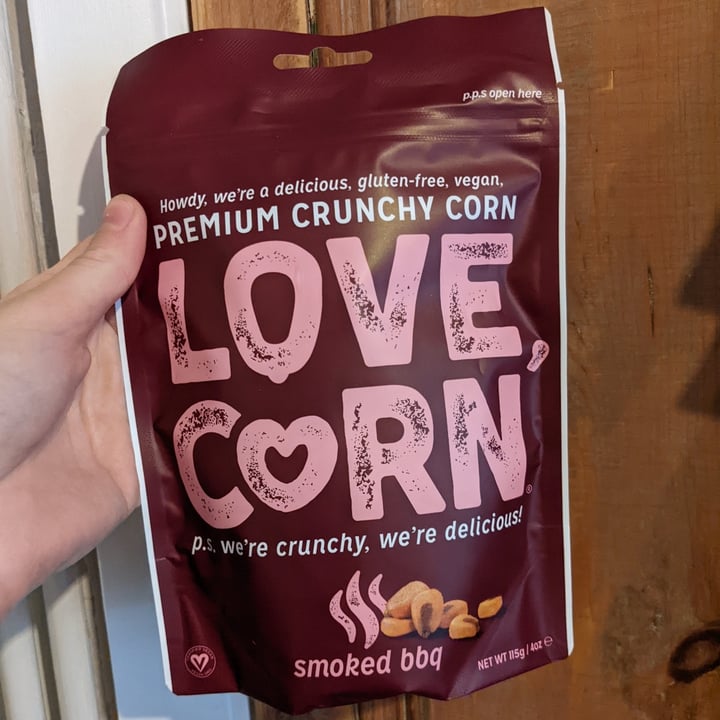 p.p.s open here
Howdy, we're a delicious, gluten-free, vegan,
PREMIUM CRUNCHY CORN
LOVE,
CORN
®
p.s. we're crunchy, we're delicious!
smoked bbq
NET WT 115g | 4oz ℮